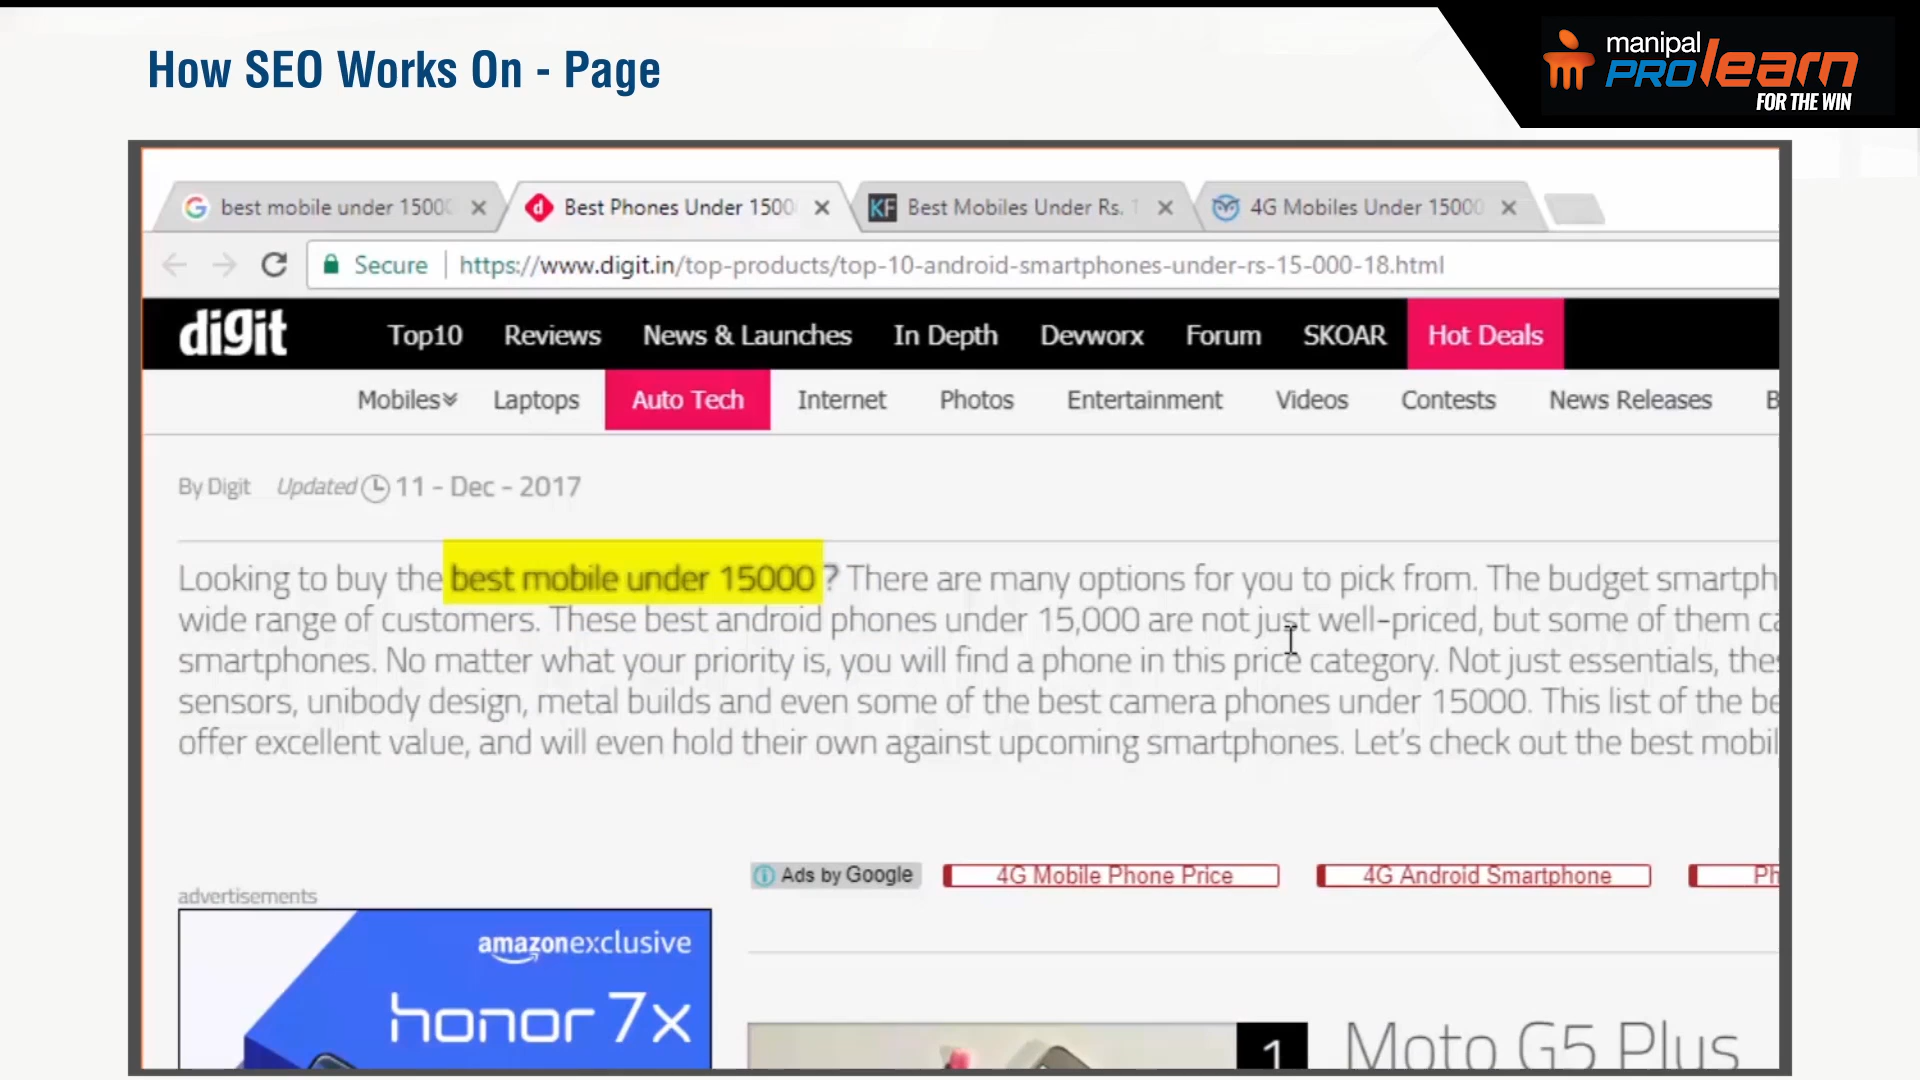 How SEO Works On - Page
manipal
PROlearn
FOR THE WIN
best mobile under 1500
Best Phones Under 1500
KF Best Mobiles Under Rs.
4G Mobiles Under 15000
Secure https://www.digit.in/top-products/top-10-android-smartphones-under-rs-15-000-18.html
digit Top10 Reviews News & Launches In Depth Devworx Forum SKOAR Hot Deals
Mobiles Laptops Auto Tech Internet Photos Entertainment Videos Contests News Releases B
By Digit Updated 11 - Dec - 2017
Looking to buy the best mobile under 15000 ? There are many options for you to pick from. The budget smartph
wide range of customers. These best android phones under 15,000 are not just well-priced, but some of them ca
smartphones. No matter what your priority is, you will find a phone in this price category. Not just essentials, thes
sensors, unibody design, metal builds and even some of the best camera phones under 15000. This list of the be
offer excellent value, and will even hold their own against upcoming smartphones. Let's check out the best mobil
Ads by Google 4G Mobile Phone Price 4G Android Smartphone Ph
advertisements
amazonexclusive
honor 7x
1 Moto G5 Plus